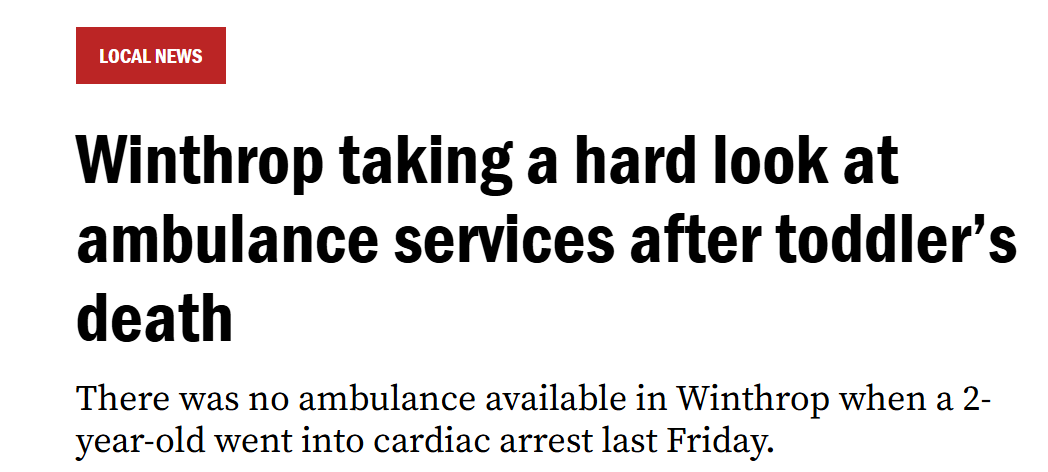 LOCAL NEWS
Winthrop taking a hard look at
ambulance services after toddler’s
death
There was no ambulance available in Winthrop when a 2-
year-old went into cardiac arrest last Friday.